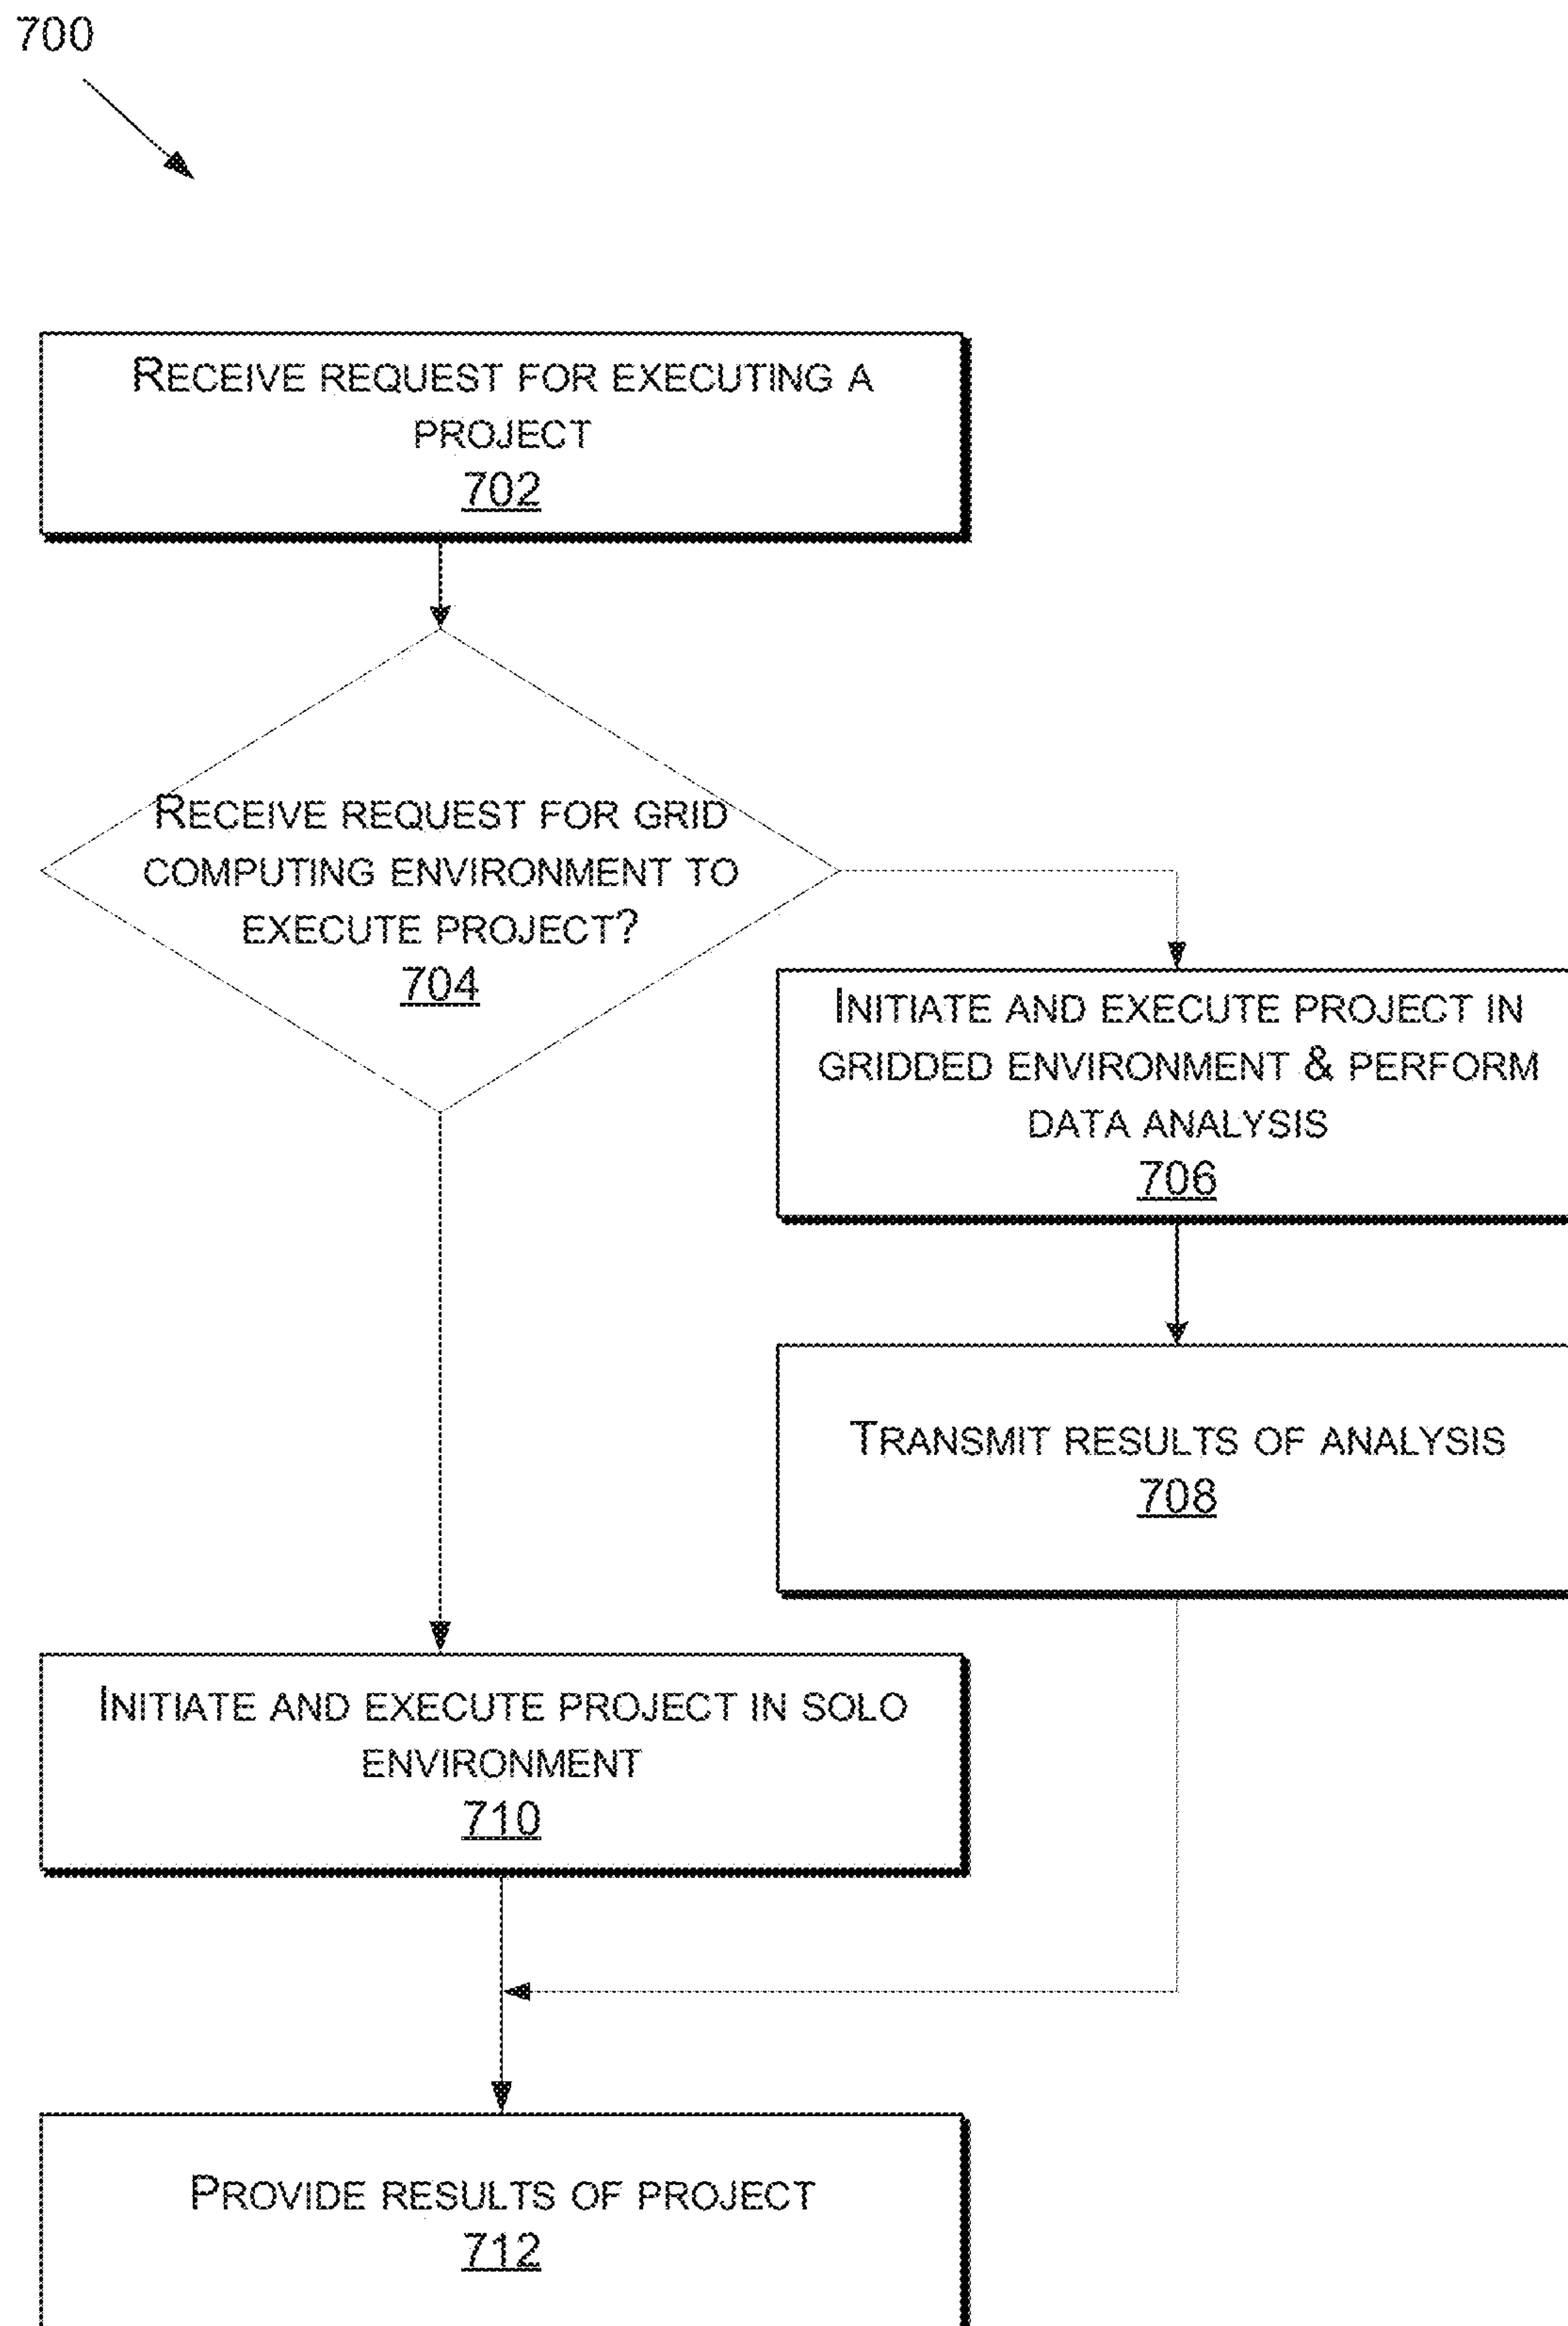 700
RECEIVE REQUEST FOR EXECUTING A
PROJECT
702
RECEIVE REQUEST FOR GRID
COMPUTING ENVIRONMENT TO
EXECUTE PROJECT?
704
INITIATE AND EXECUTE PROJECT IN
GRIDDED ENVIRONMENT & PERFORM
DATA ANALYSIS
706
TRANSMIT RESULTS OF ANALYSIS
708
INITIATE AND EXECUTE PROJECT IN SOLO
ENVIRONMENT
710
PROVIDE RESULTS OF PROJECT
712